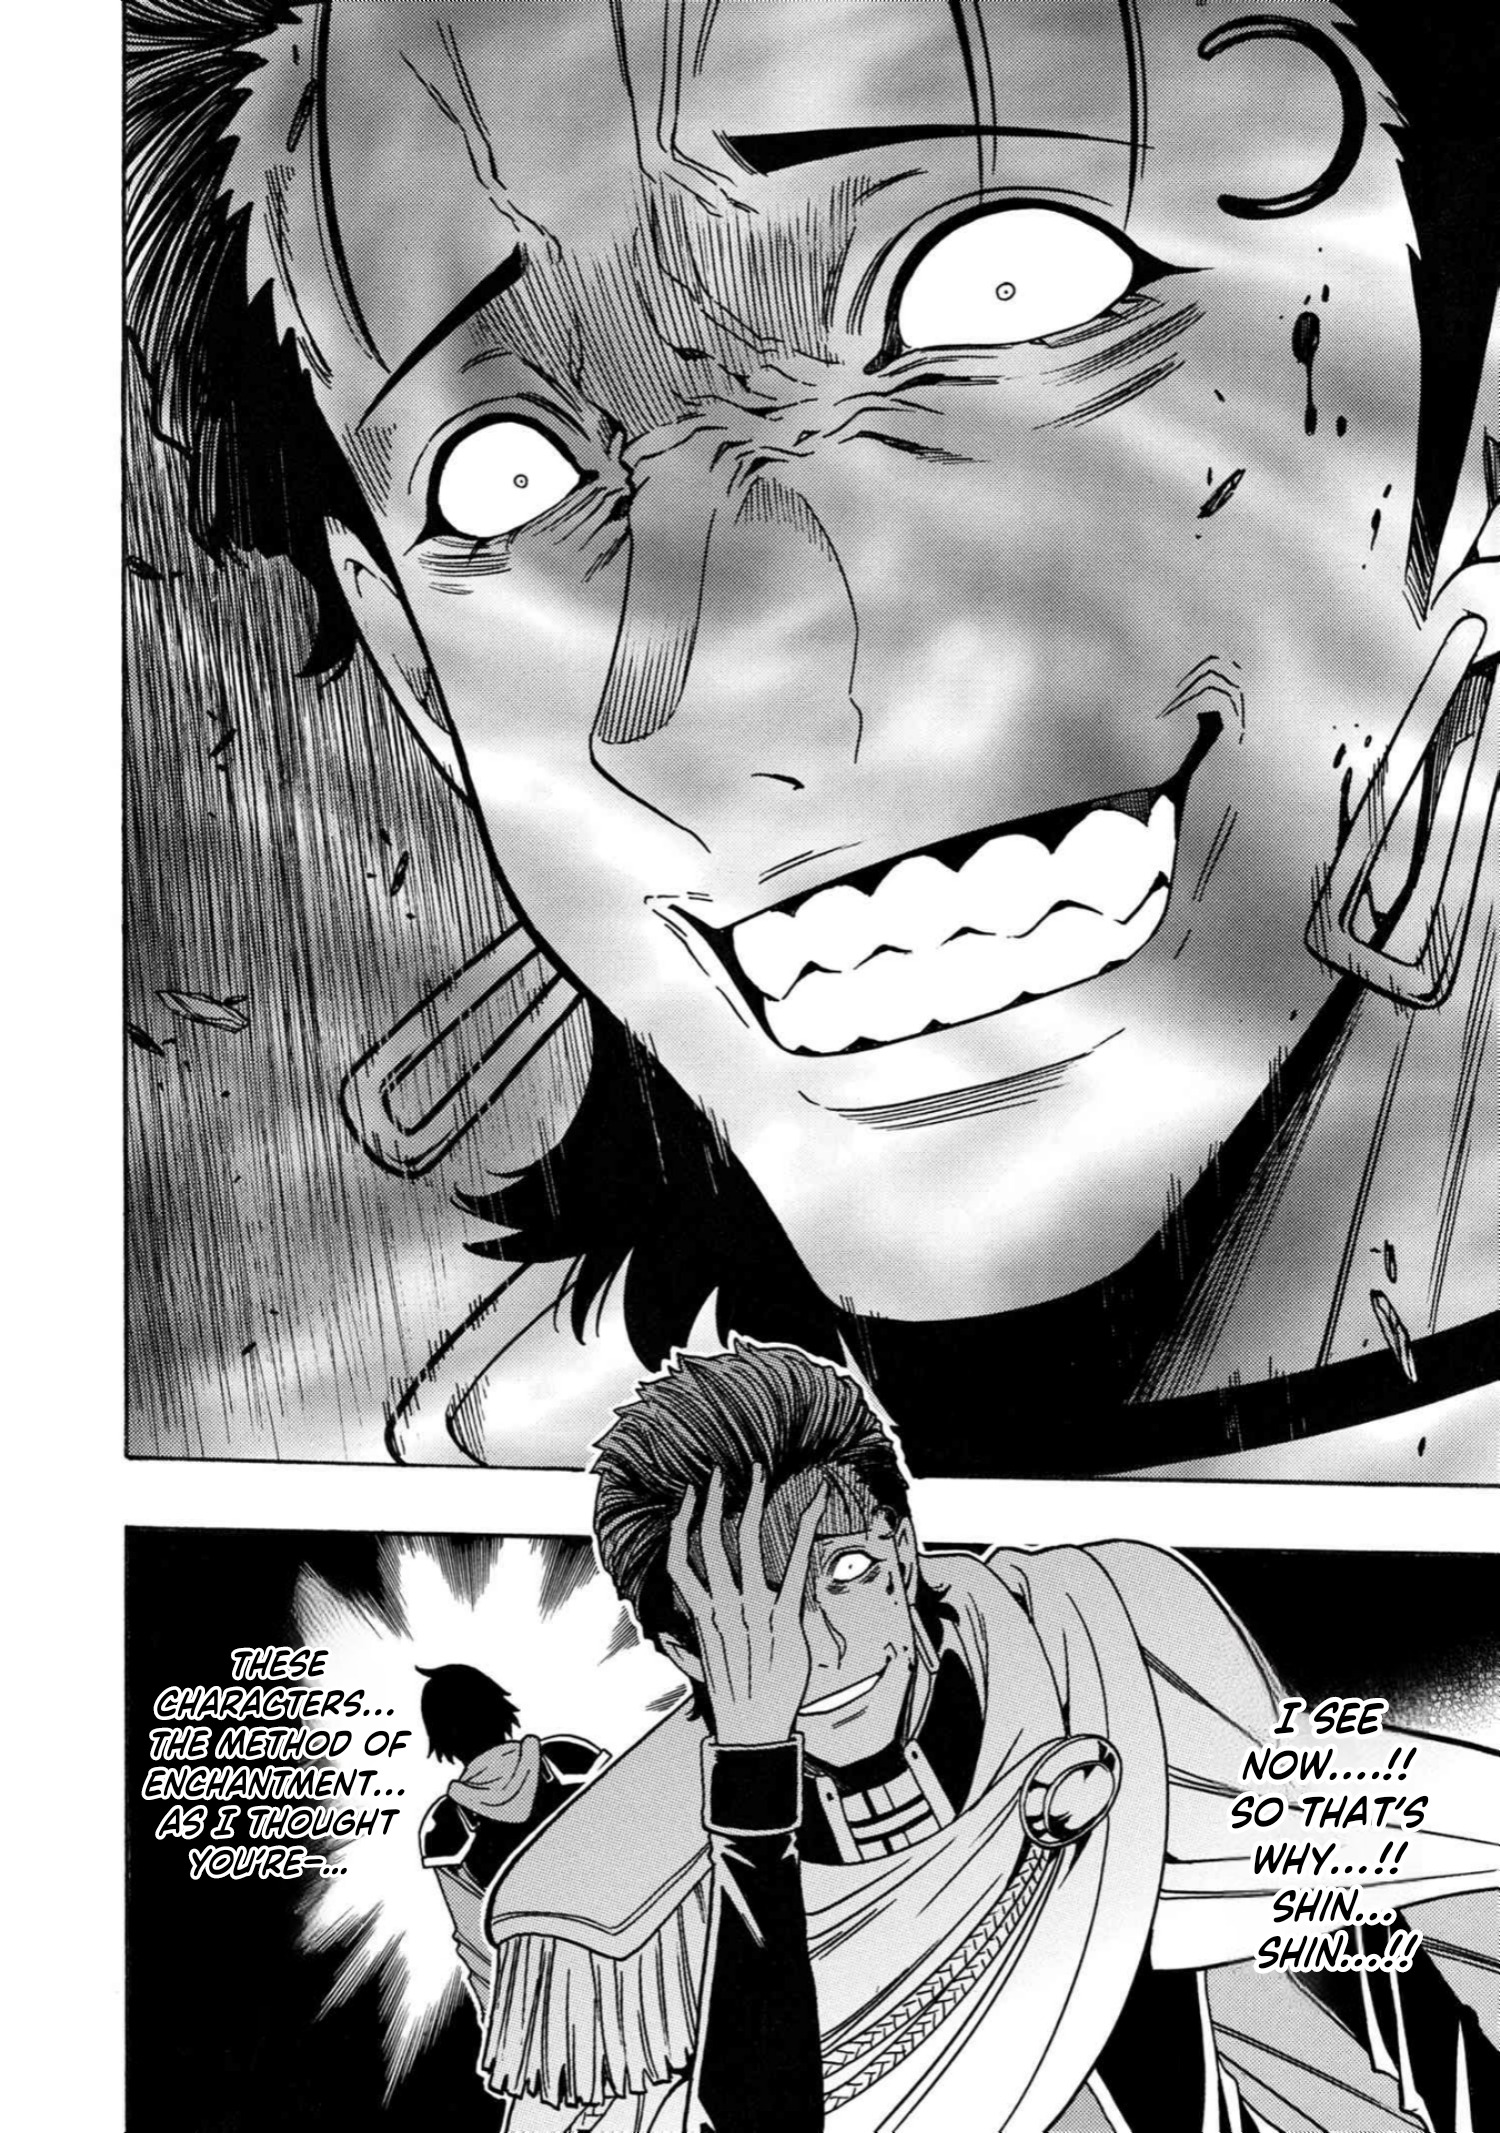 I SEE
NOW....!!
SO THAT'S
WHY...!!
SHIN...
SHIN...!!
THESE
CHARACTERS...
THE METHOD OF
ENCHANTMENT...
AS I THOUGHT
YOU'RE-...